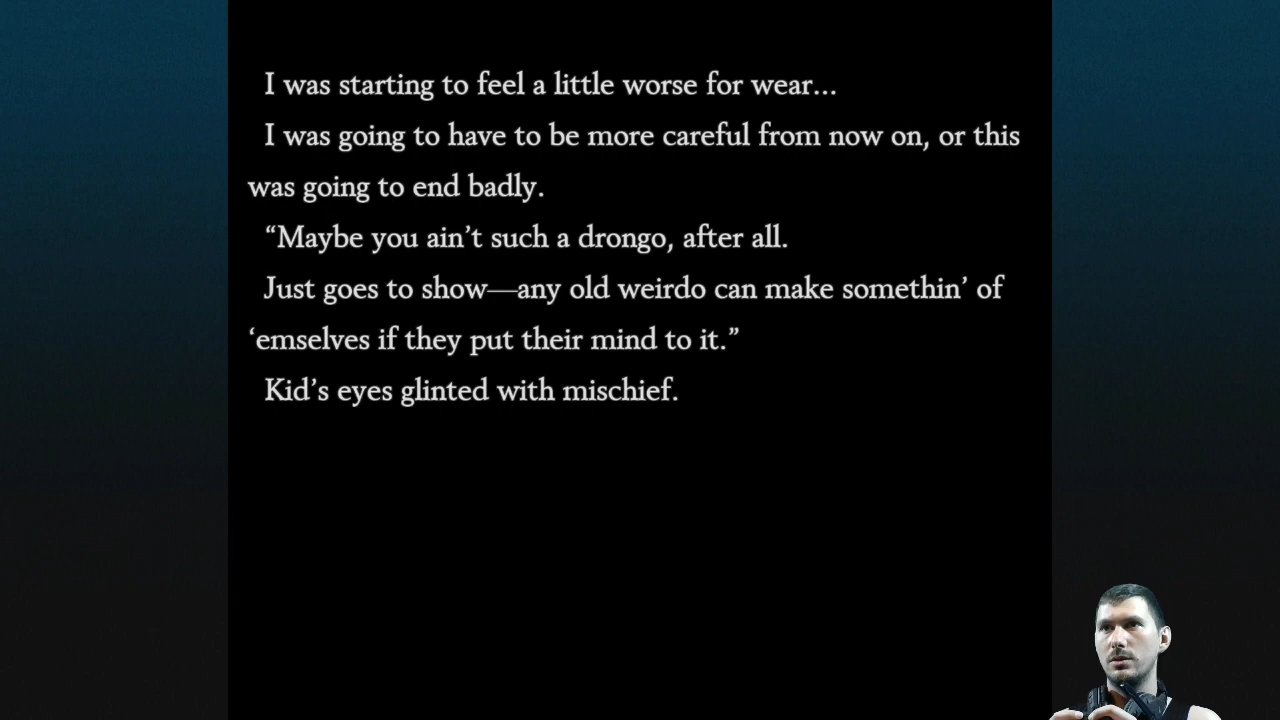 I was starting to feel a little worse for wear...
I was going to have to be more careful from now on, or this
was going to end badly.
“Maybe you ain’t such a drongo, after all.
Just goes to show—any old weirdo can make somethin’ of
‘emselves if they put their mind to it.”
Kid’s eyes glinted with mischief.